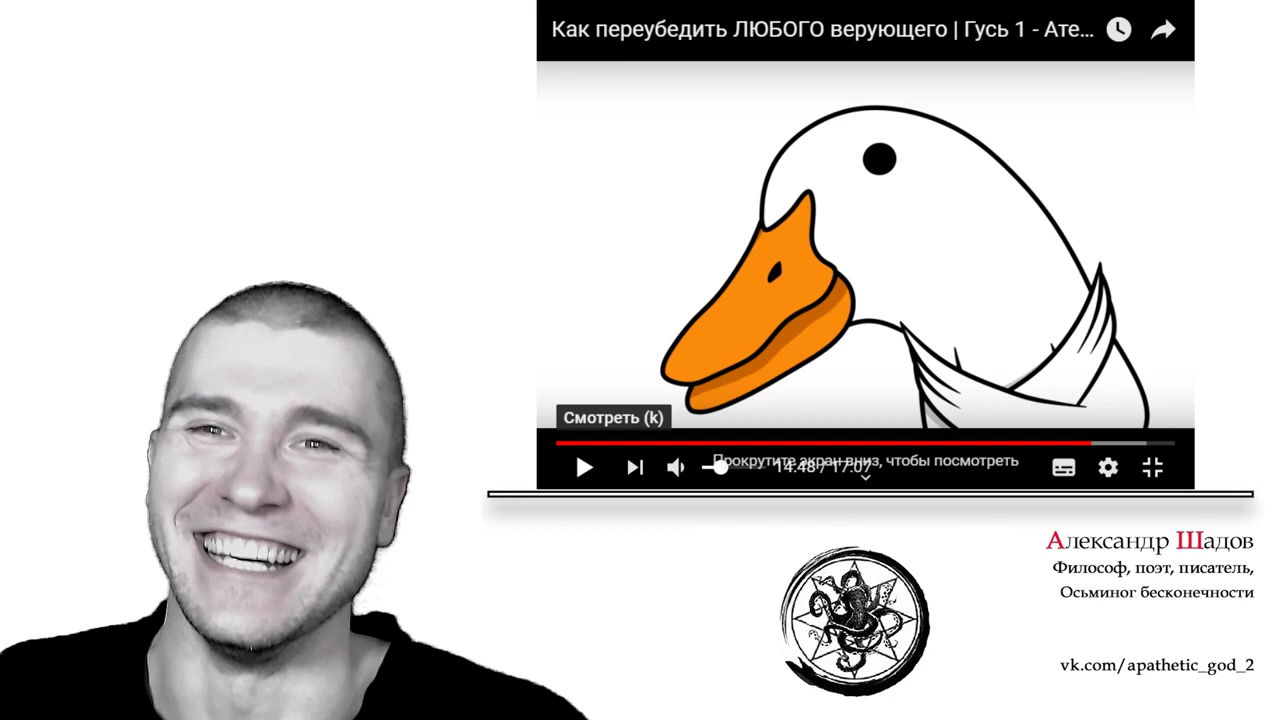 Как переубедить ЛЮБОГО верующего | Гусь 1 - Ате...
Смотреть (k)
Прокрутите экран вниз, чтобы посмотреть
14:48 / 17:07
Александр Шадов
Философ, поэт, писатель,
Осьминог бесконечности
vk.com/apathetic_god_2